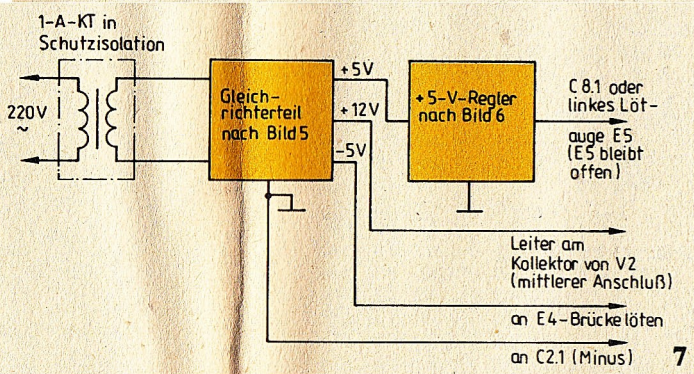 1-A-KT in
Schutzisolation
220V
~
Gleich-
richterteil
nach Bild 5
+5V
+12V
-5V
+5-V-Regler
nach Bild 6
C 8.1 oder
linkes Löt-
auge E5
(E5 bleibt
offen)
Leiter am
Kollektor von V2
(mittlerer Anschluß)
an E4-Brücke löten
an C2.1 (Minus)
7